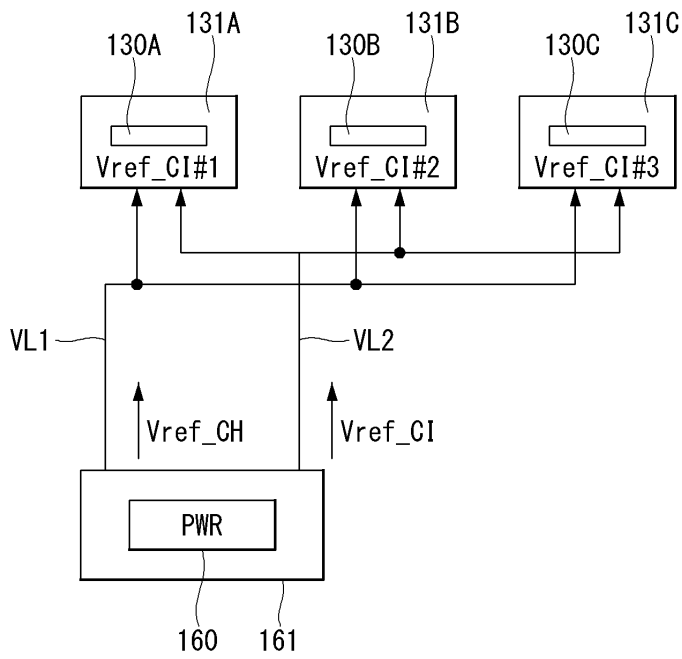 131A
131B
131C
130A
130B
130C
Vref_CI#1
Vref_CI#2
Vref_CI#3
VL1
VL2
Vref_CH
Vref_CI
PWR
160
161